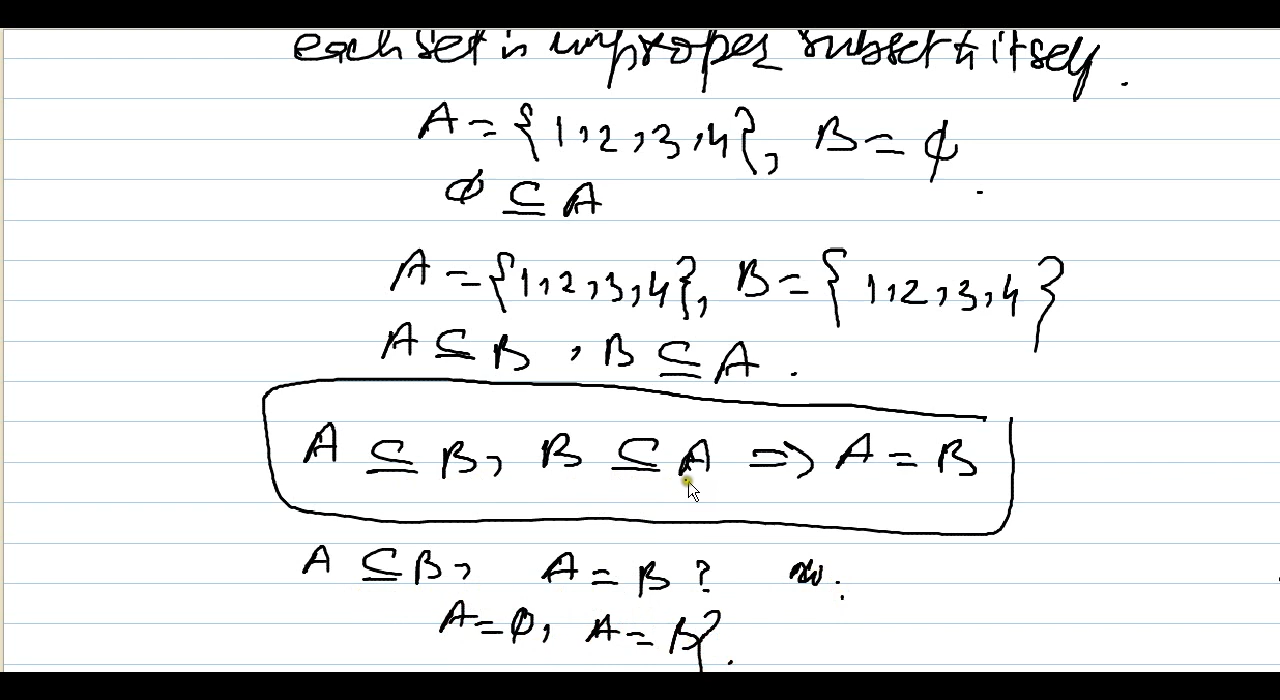 each set is improper subset to itself.
A = {1,2,3,4}, B = ϕ.
ϕ ⊆ A
A = {1,2,3,4}, B = {1,2,3,4}
A ⊆ B, B ⊆ A.
A ⊆ B, B ⊆ A ⇒ A = B
A ⊆ B, A = B? no.
A = ϕ, A = B?.